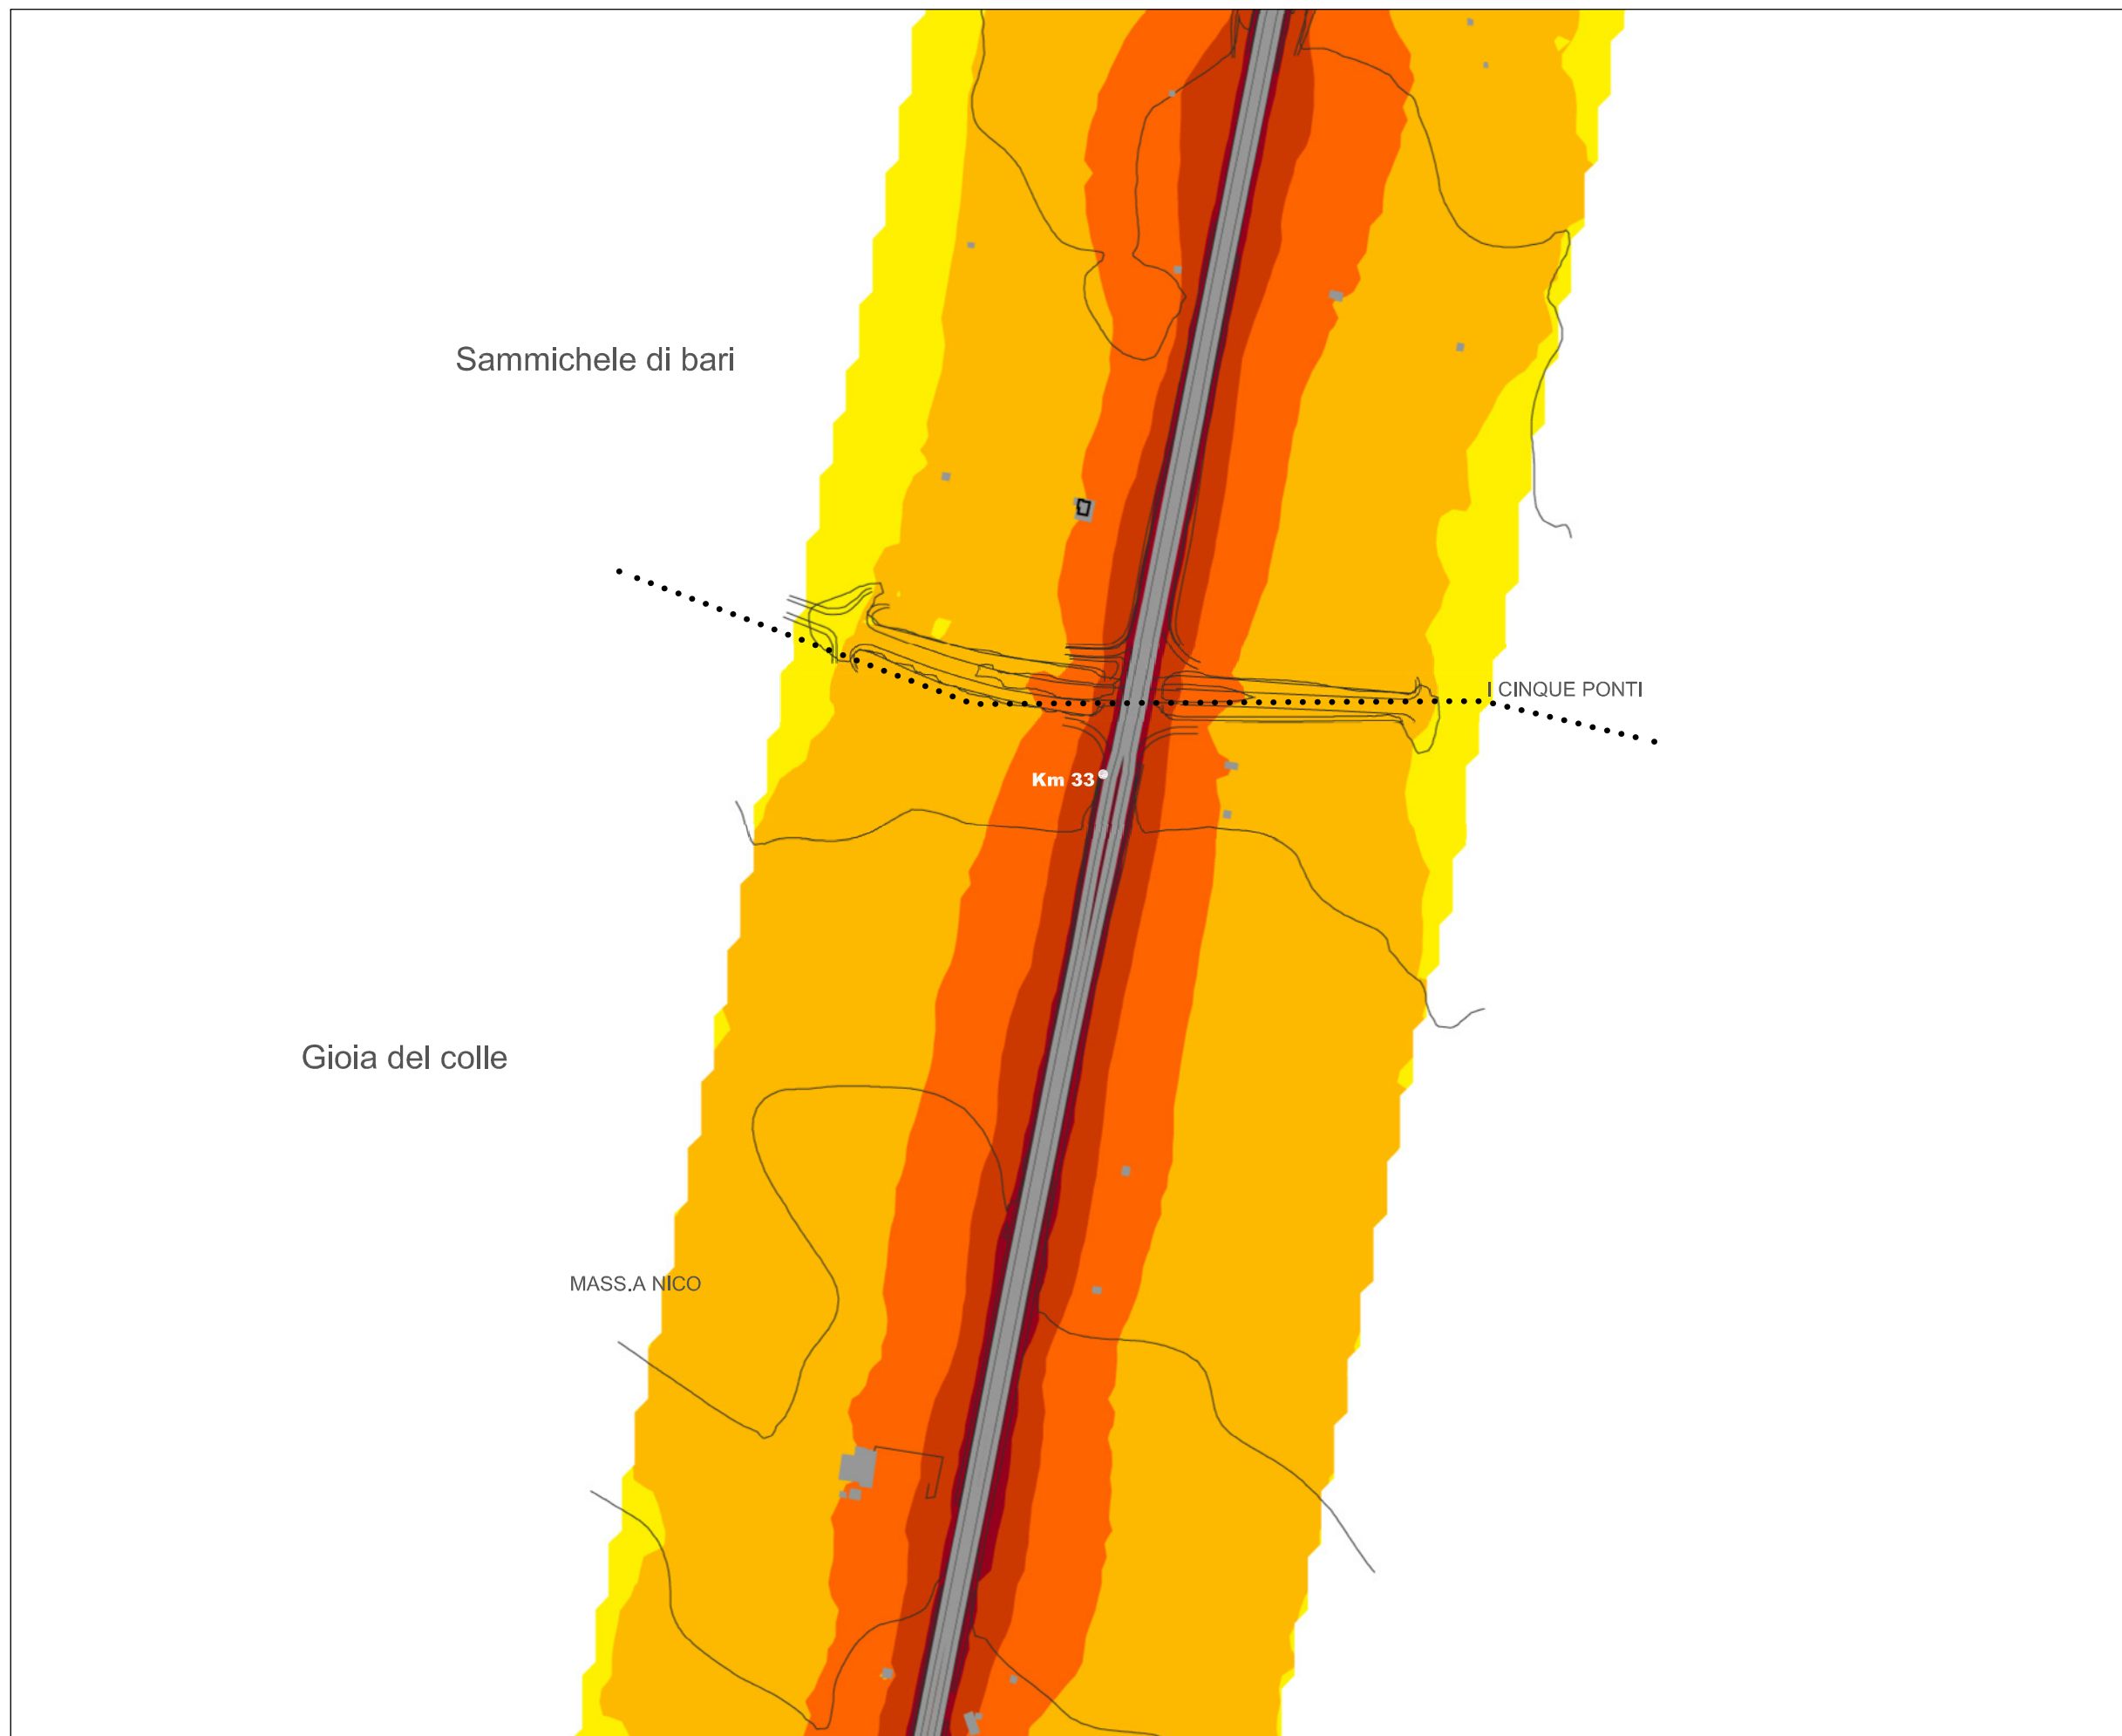 Sammichele di bari
I CINQUE PONTI
Km 33
Gioia del colle
MASS.A NICO